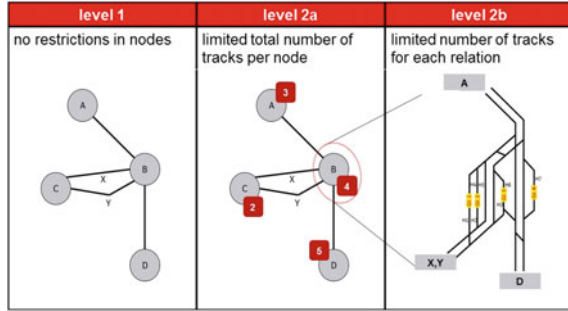 level 1
level 2a
level 2b
no restrictions in nodes
limited total number of
tracks per node
limited number of tracks
for each relation
A
B
C
X
Y
D
A
3
B
4
C
2
X
Y
D
5
A
X,Y
D